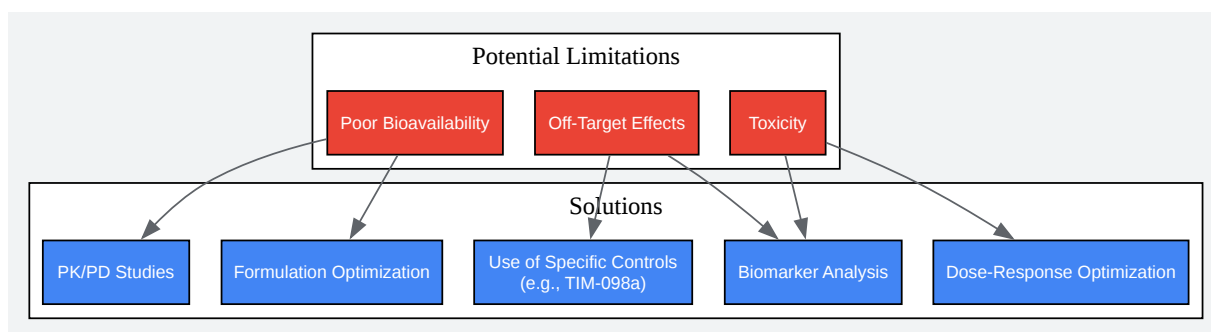 Potential Limitations
Poor Bioavailability
Off-Target Effects
Toxicity
Solutions
PK/PD Studies
Formulation Optimization
Use of Specific Controls
(e.g., TIM-098a)
Biomarker Analysis
Dose-Response Optimization